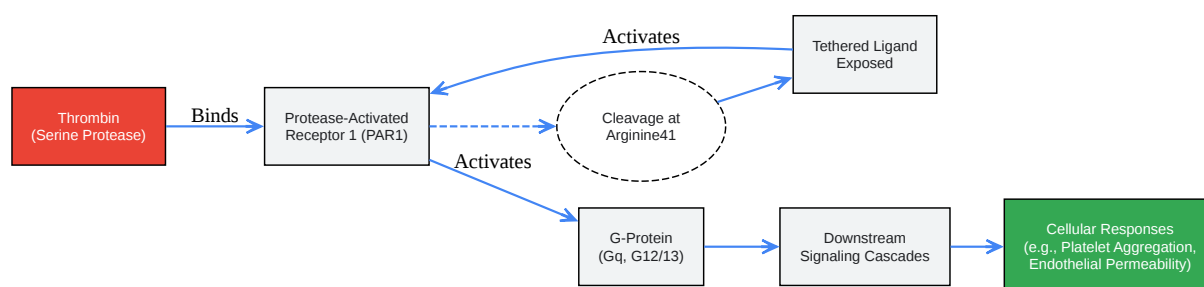 Activates
Tethered Ligand
Exposed
Thrombin
(Serine Protease)
Binds
Protease-Activated
Receptor 1 (PAR1)
Cleavage at
Arginine41
Activates
G-Protein
(Gq, G12/13)
Downstream
Signaling Cascades
Cellular Responses
(e.g., Platelet Aggregation,
Endothelial Permeability)